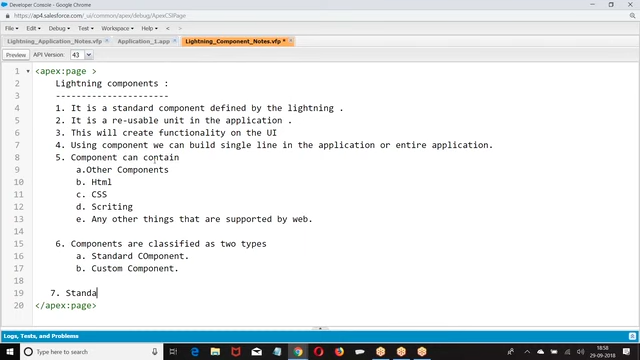 Developer Console - Google Chrome
https://ap4.salesforce.com/_ui/common/apex/debug/ApexCSIPage
File Edit Debug Test Workspace Help < >
Lightning_Application_Notes.vfp Application_1.app Lightning_Component_Notes.vfp *
Preview API Version: 43
1 <apex:page >
2 Lightning components :
3 ----------------------
4 1. It is a standard component defined by the lightning .
5 2. It is a re-usable unit in the application .
6 3. This will create functionality on the UI
7 4. Using component we can build single line in the application or entire application.
8 5. Component can contain
9 a.Other Components
10 b. Html
11 c. CSS
12 d. Scriting
13 e. Any other things that are supported by web.
14
15 6. Components are classified as two types
16 a. Standard COmponent.
17 b. Custom Component.
18
19 7. Standa
20 </apex:page>
Logs, Tests, and Problems
Type here to search
18:58
29-09-2018